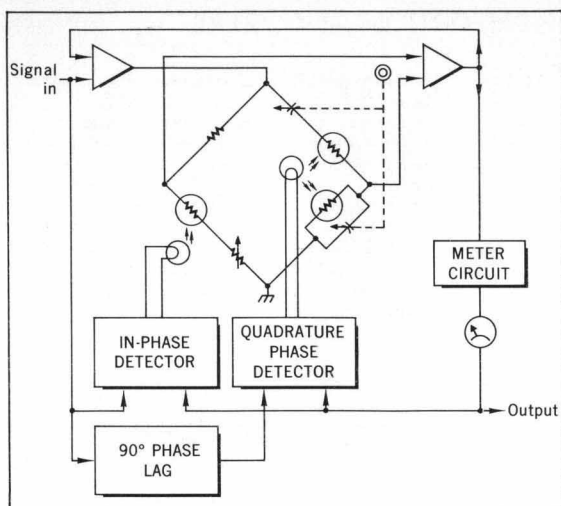 Signal
in
METER
CIRCUIT
IN-PHASE
DETECTOR
QUADRATURE
PHASE
DETECTOR
Output
90° PHASE
LAG